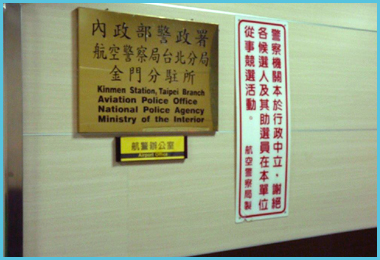 內政部警政署
航空警察局台北分局
金門分駐所
Kinmen Station, Taipei Branch
Aviation Police Office
National Police Agency
Ministry of the Interior
航警辦公室
Airport Office
警察機關本於行政中立，謝絕
各候選人及其助選員在本單位
從事競選活動。
航空警察局製